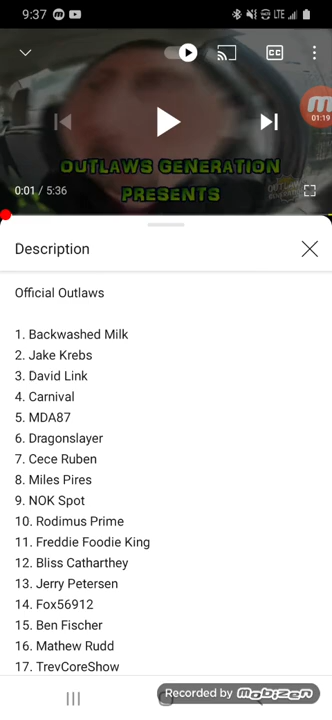 9:37
LTE
CC
01:19
OUTLAWS GENERATION
PRESENTS
0:01 / 5:36
Description
Official Outlaws
1. Backwashed Milk
2. Jake Krebs
3. David Link
4. Carnival
5. MDA87
6. Dragonslayer
7. Cece Ruben
8. Miles Pires
9. NOK Spot
10. Rodimus Prime
11. Freddie Foodie King
12. Bliss Catharthey
13. Jerry Petersen
14. Fox56912
15. Ben Fischer
16. Mathew Rudd
17. TrevCoreShow
Recorded by Mobizen